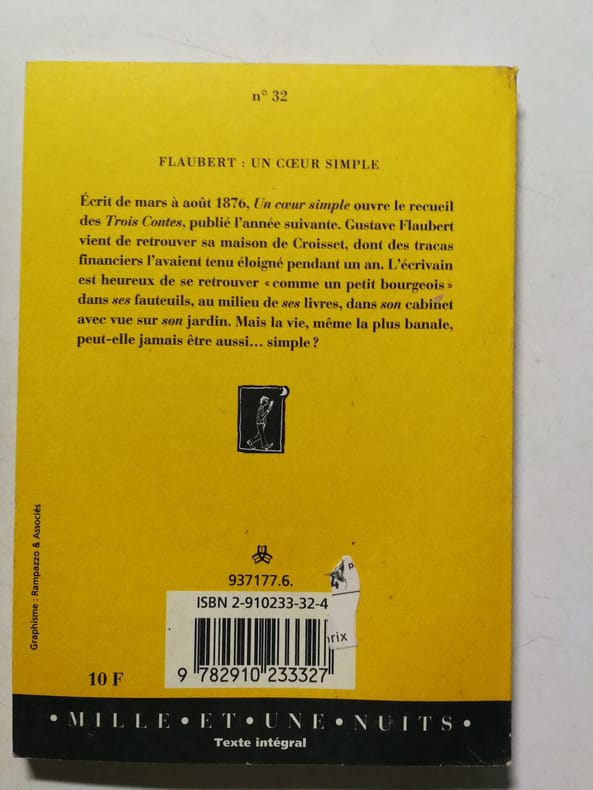 n° 32
FLAUBERT : UN CŒUR SIMPLE
Écrit de mars à août 1876, Un cœur simple ouvre le recueil
des Trois Contes, publié l'année suivante. Gustave Flaubert
vient de retrouver sa maison de Croisset, dont des tracas
financiers l'avaient tenu éloigné pendant un an. L'écrivain
est heureux de se retrouver « comme un petit bourgeois »
dans ses fauteuils, au milieu de ses livres, dans son cabinet
avec vue sur son jardin. Mais la vie, même la plus banale,
peut-elle jamais être aussi… simple ?
Graphisme : Rampazzo & Associés
937177.6.
ISBN 2-910233-32-4
9 782910 233327
10 F
• MILLE • ET • UNE • NUITS •
Texte intégral